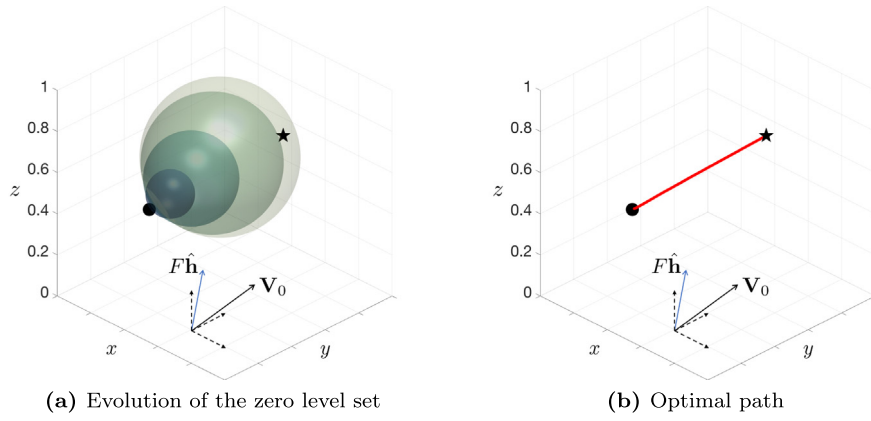 1
0.8
0.6
0.4
0.2
0
z
x
y
Fĥ
V₀
(a) Evolution of the zero level set
1
0.8
0.6
0.4
0.2
0
z
x
y
Fĥ
V₀
(b) Optimal path